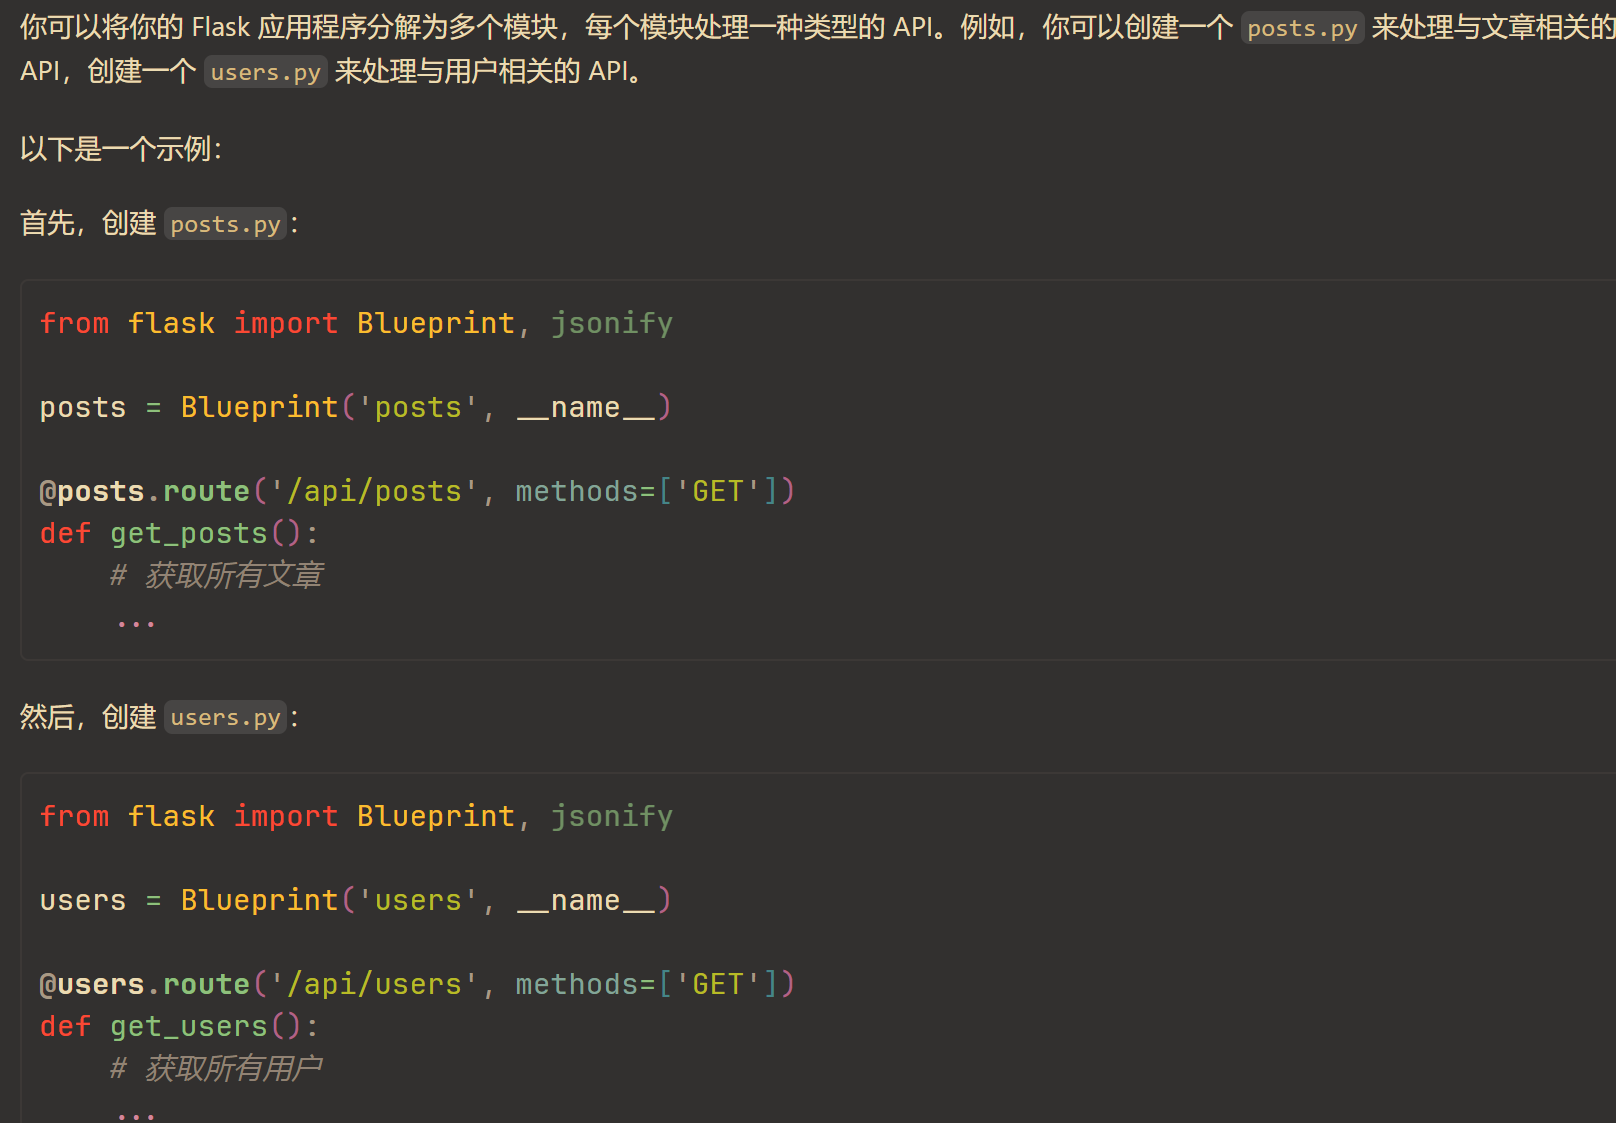 你可以将你的 Flask 应用程序分解为多个模块，每个模块处理一种类型的 API。例如，你可以创建一个 posts.py 来处理与文章相关的
API，创建一个 users.py 来处理与用户相关的 API。
以下是一个示例：
首先，创建 posts.py：
from flask import Blueprint, jsonify
posts = Blueprint('posts', __name__)
@posts.route('/api/posts', methods=['GET'])
def get_posts():
    # 获取所有文章
    ...
然后，创建 users.py：
from flask import Blueprint, jsonify
users = Blueprint('users', __name__)
@users.route('/api/users', methods=['GET'])
def get_users():
    # 获取所有用户
    ...